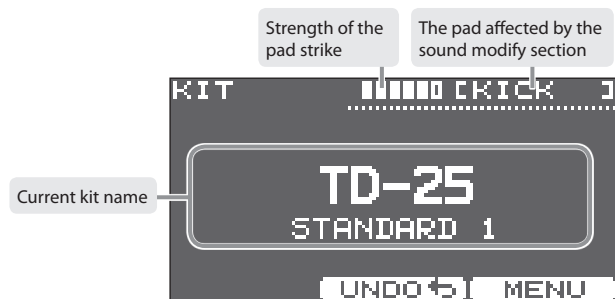 Strength of the
pad strike
The pad affected by the
sound modify section
KIT [KICK ]
Current kit name
TD-25
STANDARD 1
UNDO MENU